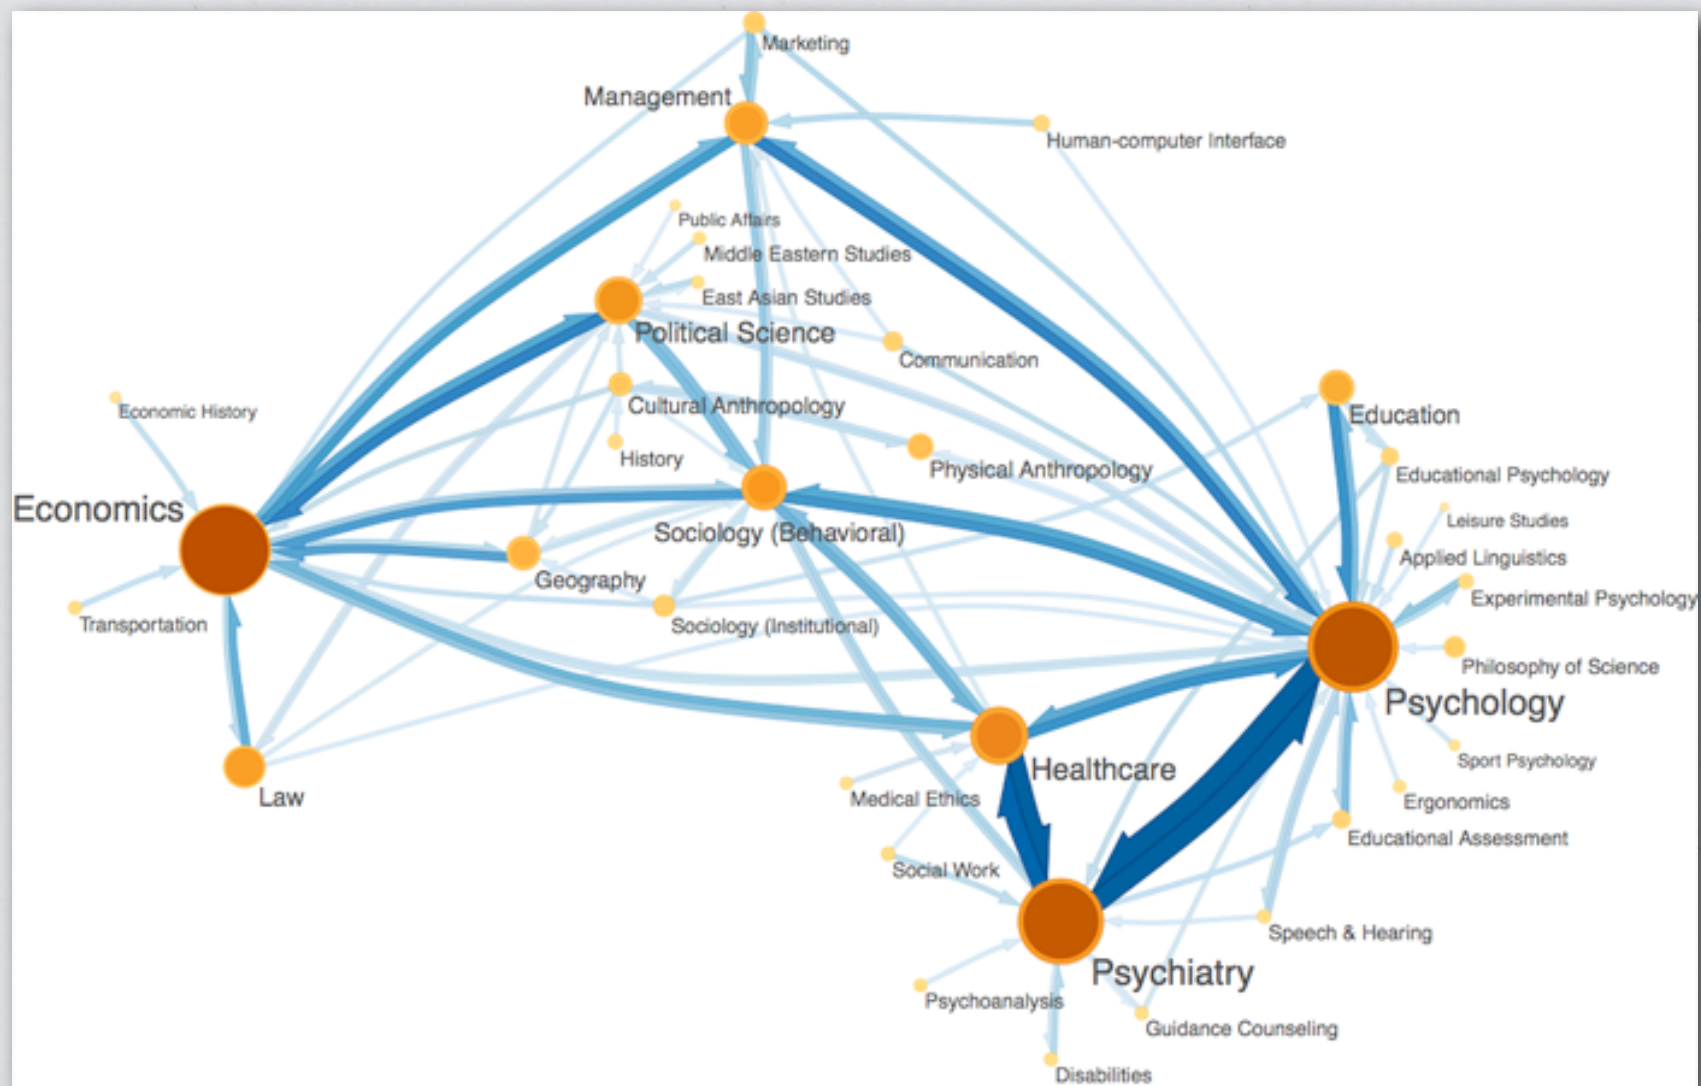 Marketing
Management
Human-computer Interface
Public Affairs
Middle Eastern Studies
East Asian Studies
Political Science
Communication
Economic History
Cultural Anthropology
Education
History
Physical Anthropology
Educational Psychology
Economics
Leisure Studies
Sociology (Behavioral)
Applied Linguistics
Geography
Experimental Psychology
Transportation
Sociology (Institutional)
Philosophy of Science
Psychology
Sport Psychology
Healthcare
Law
Medical Ethics
Ergonomics
Educational Assessment
Social Work
Speech & Hearing
Psychiatry
Psychoanalysis
Guidance Counseling
Disabilities